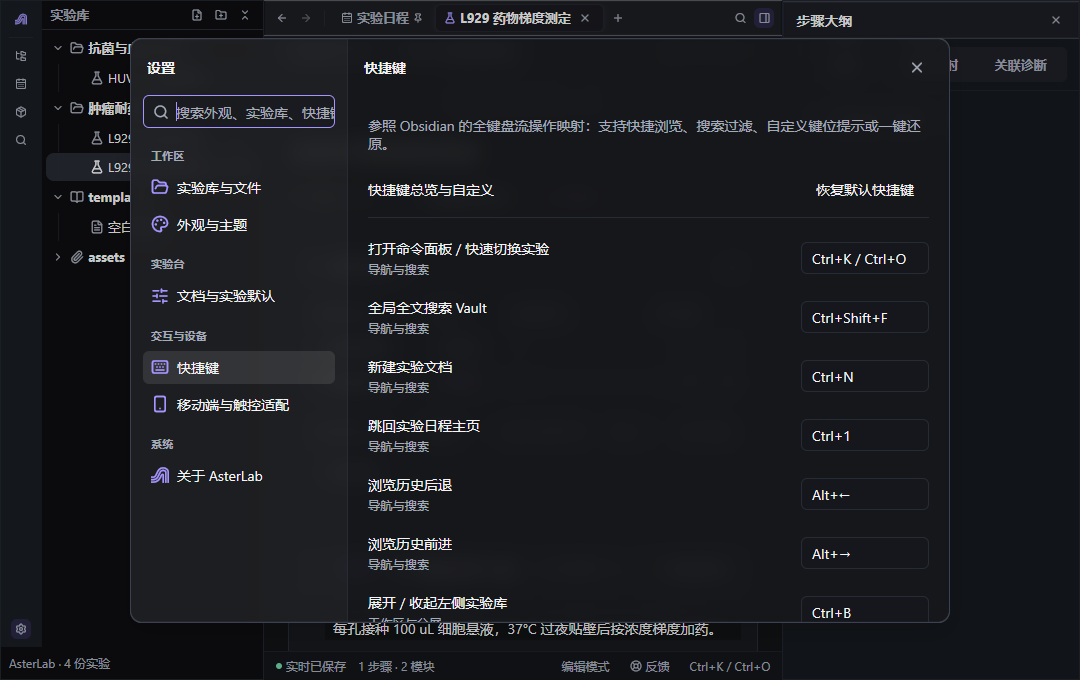 实验库
实验日程
L929 药物梯度测定
步骤大纲
抗菌与
HUV
肿瘤耐
L929
L929
templa
空白
assets
关联诊断
设置
搜索外观、实验库、快捷
工作区
实验库与文件
外观与主题
实验台
文档与实验默认
交互与设备
快捷键
移动端与触控适配
系统
关于 AsterLab
快捷键
参照 Obsidian 的全键盘流操作映射：支持快捷浏览、搜索过滤、自定义键位提示或一键还
原。
快捷键总览与自定义
恢复默认快捷键
打开命令面板 / 快速切换实验
导航与搜索
Ctrl+K / Ctrl+O
全局全文搜索 Vault
导航与搜索
Ctrl+Shift+F
新建实验文档
导航与搜索
Ctrl+N
跳回实验日程主页
导航与搜索
Ctrl+1
浏览历史后退
导航与搜索
Alt+←
浏览历史前进
导航与搜索
Alt+→
展开 / 收起左侧实验库
Ctrl+B
每孔接种 100 uL 细胞悬液，37°C 过夜贴壁后按浓度梯度加药。
AsterLab · 4 份实验
实时已保存
1 步骤 · 2 模块
编辑模式
反馈
Ctrl+K / Ctrl+O